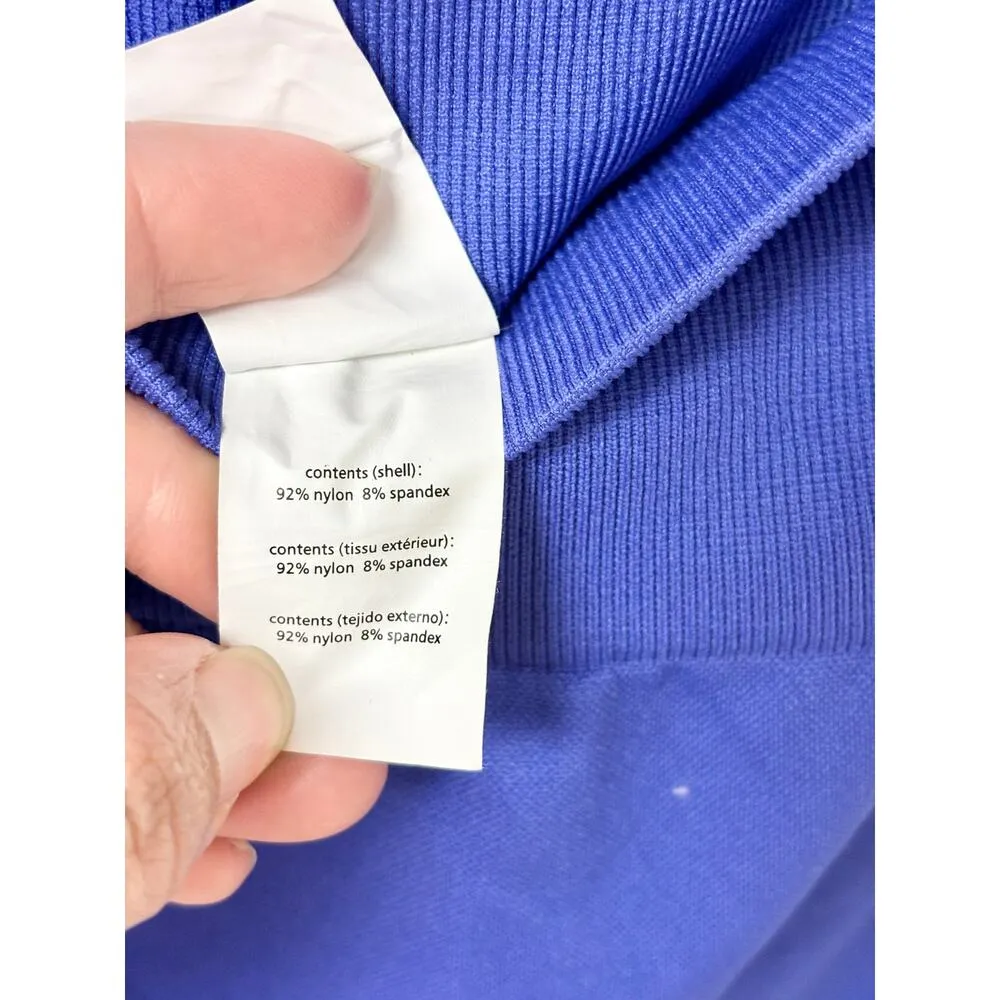 contents (shell):
92% nylon 8% spandex
contents (tissu extérieur):
92% nylon 8% spandex
contents (tejido externo):
92% nylon 8% spandex